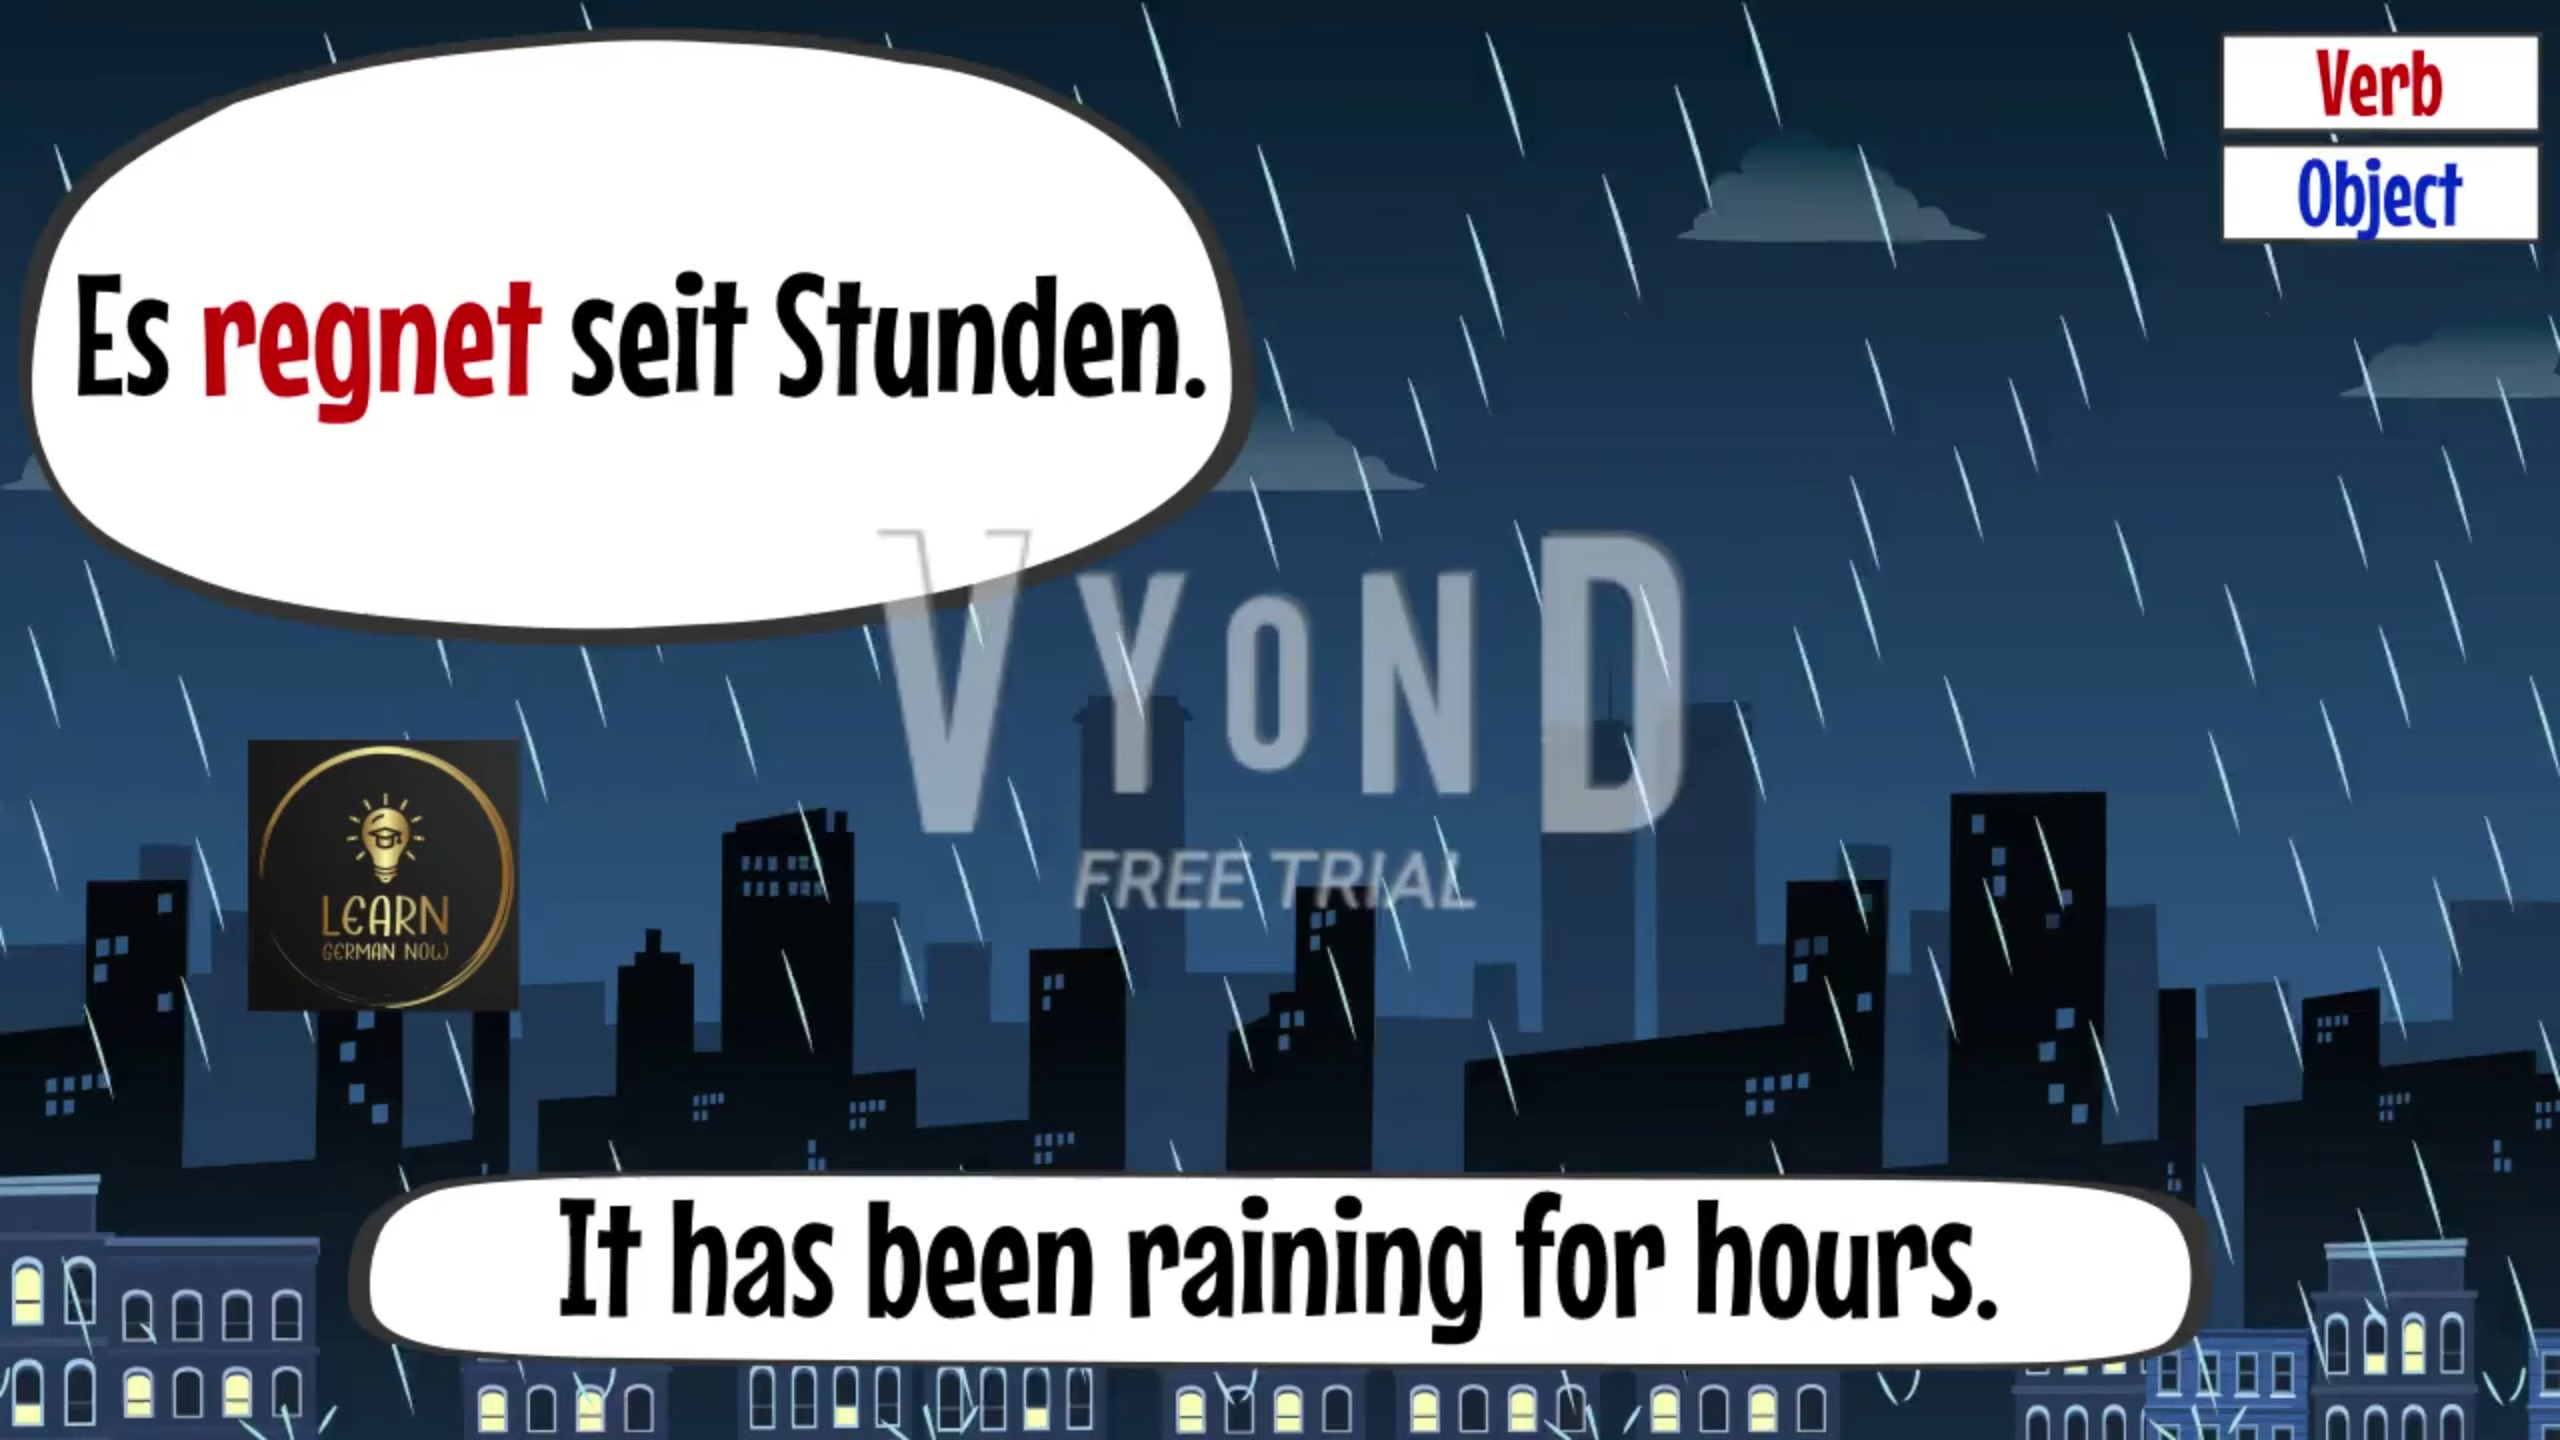 Verb
Object
Es regnet seit Stunden.
VYOND
FREE TRIAL
LEARN
GERMAN NOW
It has been raining for hours.